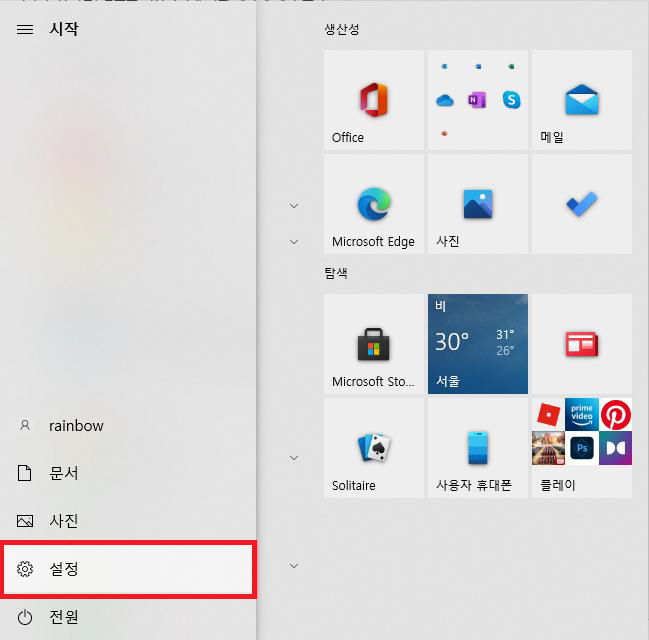 시작
rainbow
문서
사진
설정
전원
생산성
Office
메일
Microsoft Edge
사진
탐색
Microsoft Sto...
비
30°
31°
26°
서울
Solitaire
사용자 휴대폰
prime video
Ps
플레이